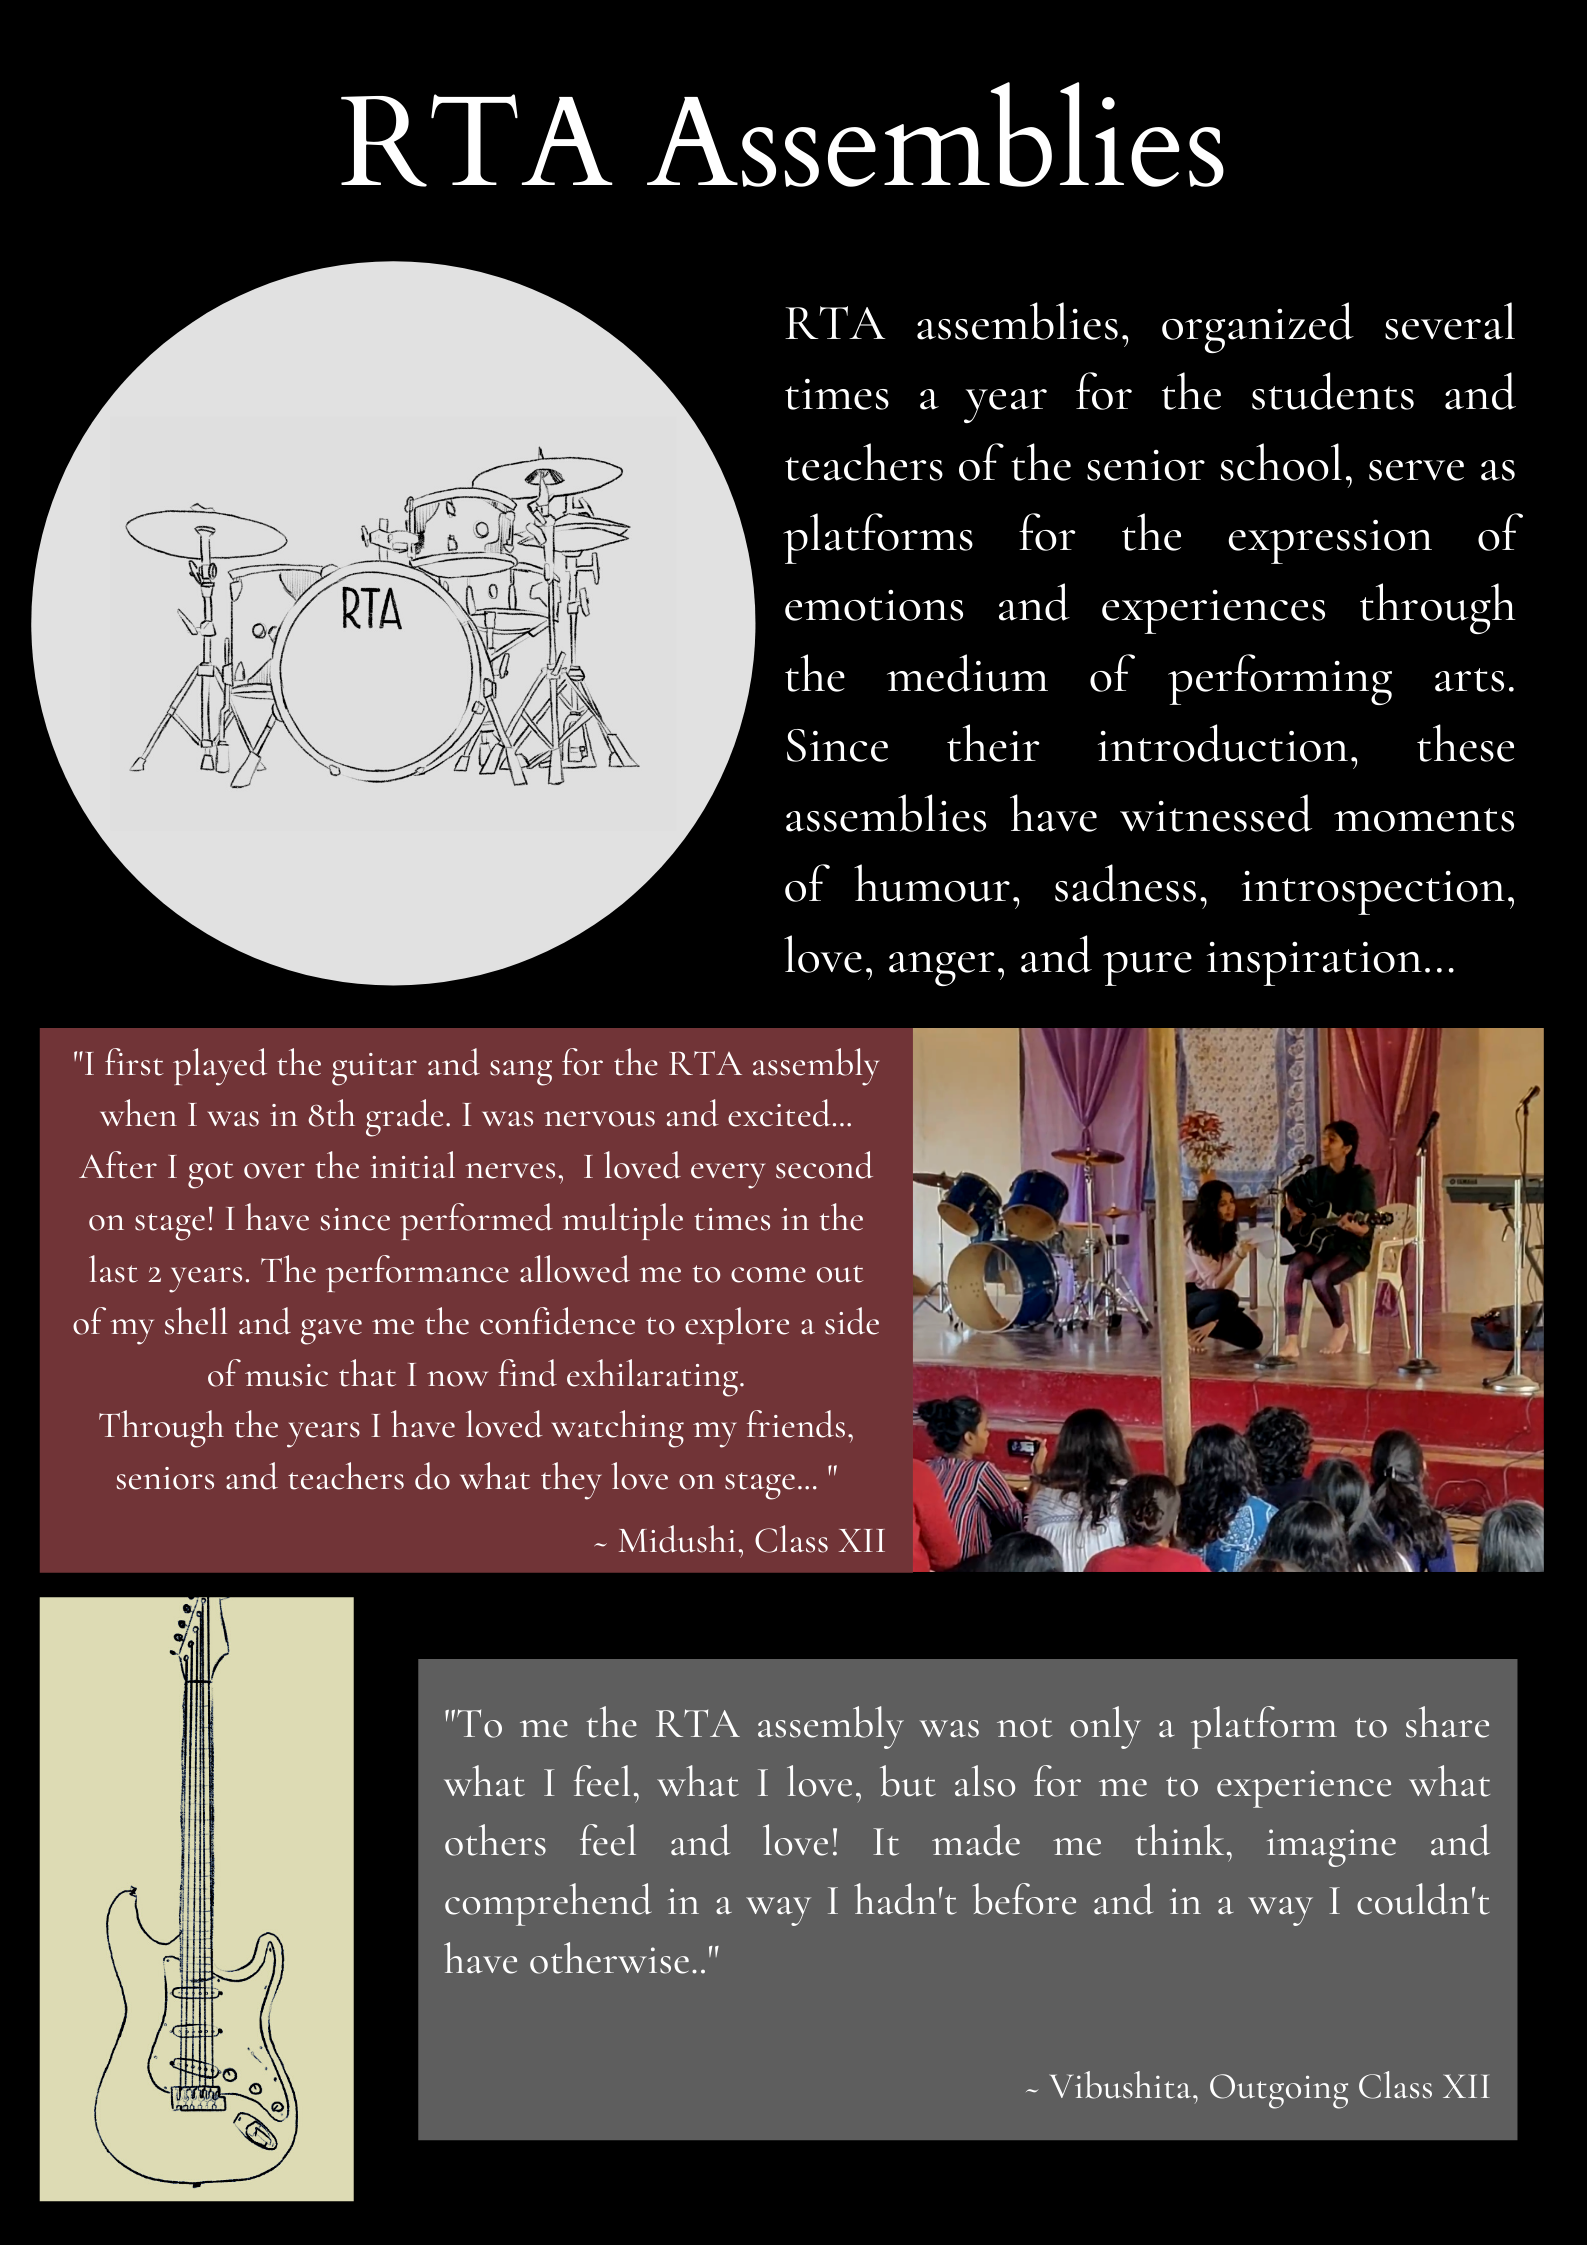 RTA Assemblies
RTA
RTA assemblies, organized several
times a year for the students and
teachers of the senior school, serve as
platforms for the expression of
emotions and experiences through
the medium of performing arts.
Since their introduction, these
assemblies have witnessed moments
of humour, sadness, introspection,
love, anger, and pure inspiration...
"I first played the guitar and sang for the RTA assembly
when I was in 8th grade. I was nervous and excited...
After I got over the initial nerves,  I loved every second
on stage! I have since performed multiple times in the
last 2 years. The performance allowed me to come out
of my shell and gave me the confidence to explore a side
of music that I now find exhilarating.
Through the years I have loved watching my friends,
seniors and teachers do what they love on stage... "
~ Midushi, Class XII
YAMAHA
"To me the RTA assembly was not only a platform to share
what I feel, what I love, but also for me to experience what
others feel and love! It made me think, imagine and
comprehend in a way I hadn't before and in a way I couldn't
have otherwise.."
~ Vibushita, Outgoing Class XII